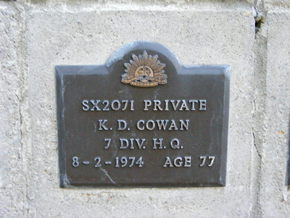 SX2071 PRIVATE
K. D. COWAN
7 DIV. H. Q.
8-2-1974 AGE 77